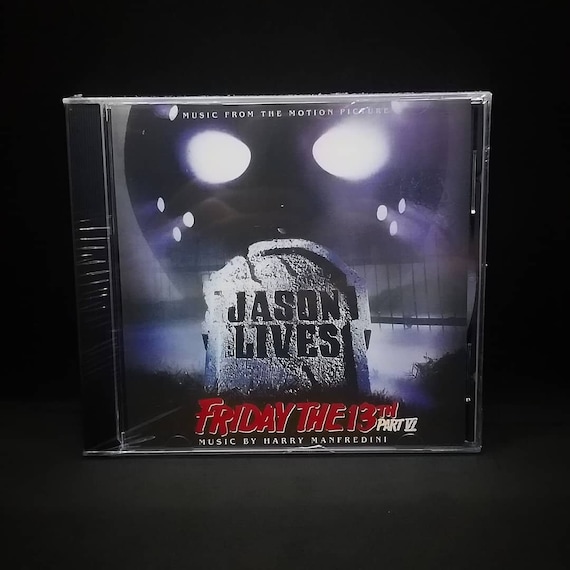 MUSIC FROM THE MOTION PICTURE
JASON
LIVES
FRIDAY THE 13TH
PART VI
MUSIC BY HARRY MANFREDINI